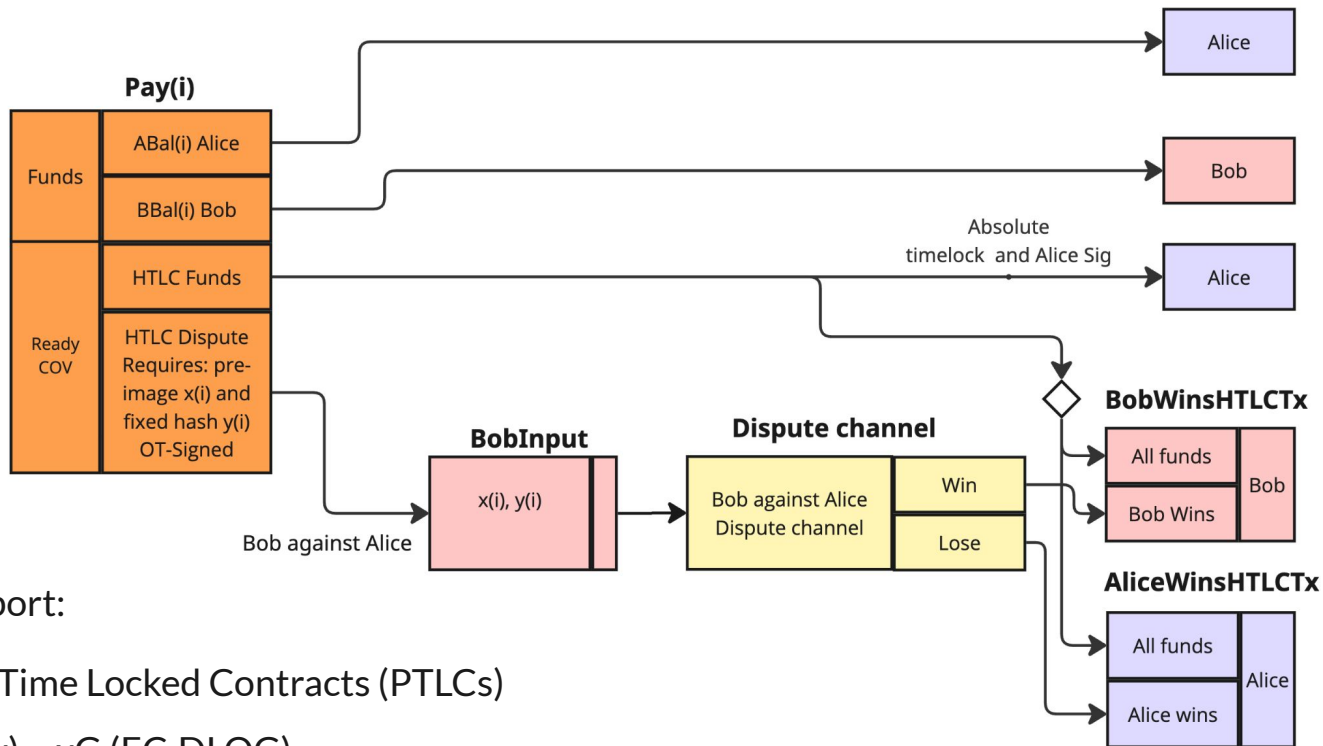 Pay(i)
Funds
ABal(i) Alice
BBal(i) Bob
Ready
COV
HTLC Funds
HTLC Dispute
Requires: pre-
image x(i) and
fixed hash y(i)
OT-Signed
Alice
Bob
Absolute
timelock and Alice Sig
Alice
Bob against Alice
BobInput
x(i), y(i)
Dispute channel
Bob against Alice
Dispute channel
Win
Lose
BobWinsHTLCTx
All funds
Bob Wins
Bob
AliceWinsHTLCTx
All funds
Alice wins
Alice
port:
Time Locked Contracts (PTLCs)